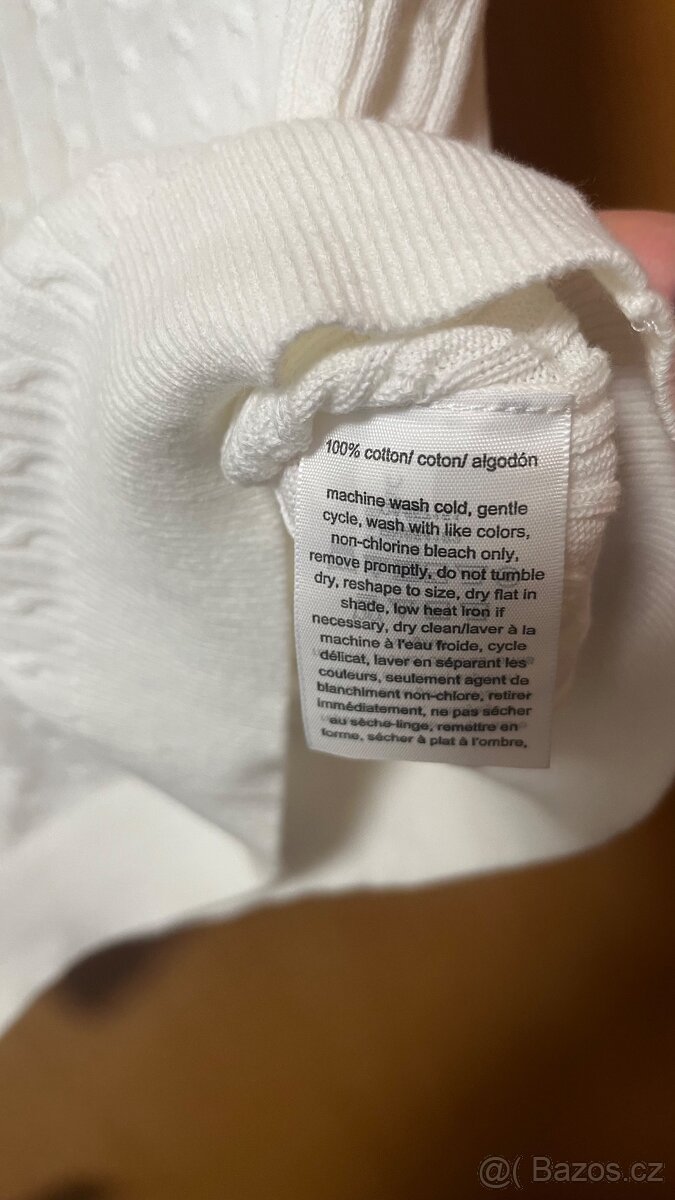 100% cotton/ coton/ algodón
machine wash cold, gentle
cycle, wash with like colors,
non-chlorine bleach only,
remove promptly, do not tumble
dry, reshape to size, dry flat in
shade, low heat iron if
necessary, dry clean/laver à la
machine à l'eau froide, cycle
délicat, laver en séparant les
couleurs, seulement agent de
blanchiment non-chlore, retirer
immédiatement, ne pas sécher
au sèche-linge, remettre en
forme, sécher à plat à l'ombre,
@( Bazos.cz